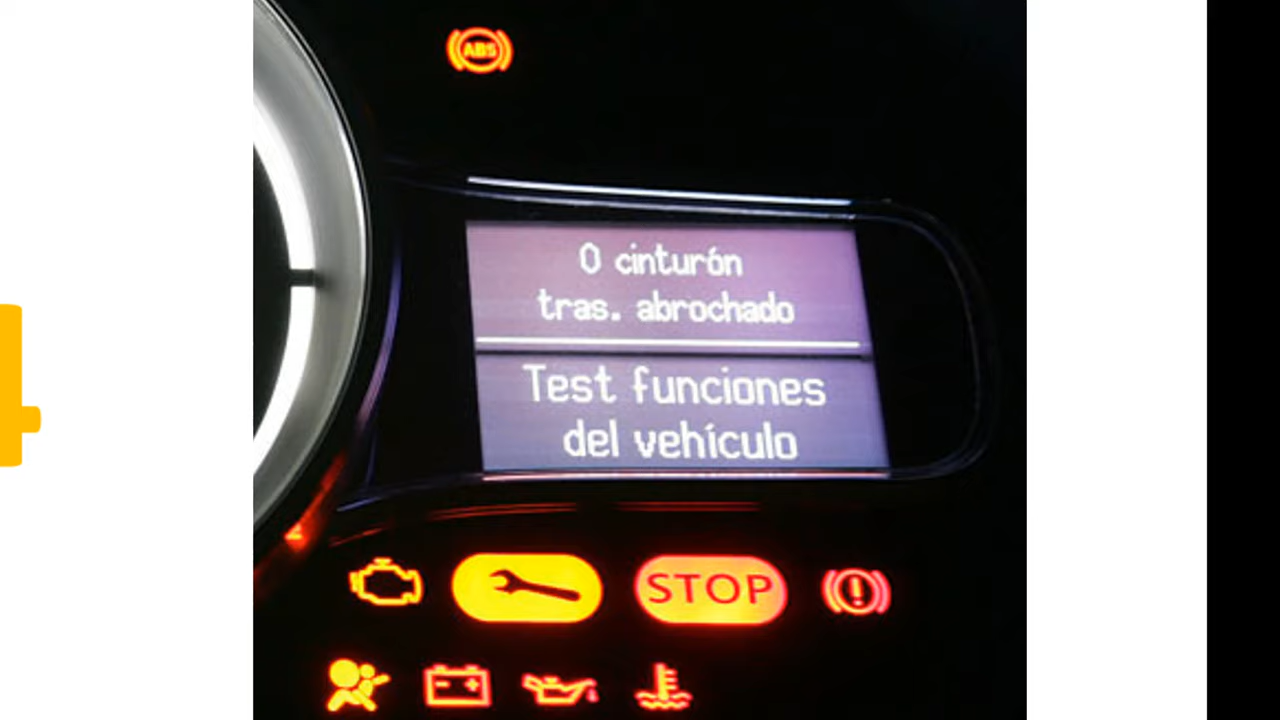 ABS
0 cinturón
tras. abrochado
Test funciones
del vehículo
STOP